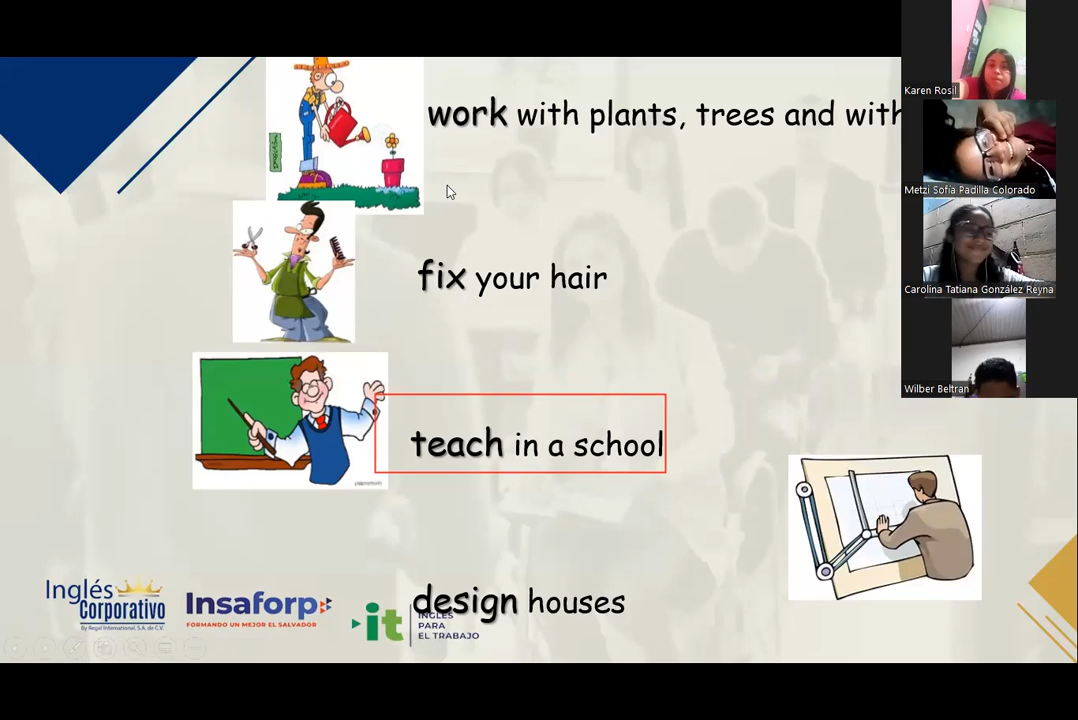 work with plants, trees and with
Karen Rosil
Metzi Sofía Padilla Colorado
fix your hair
Carolina Tatiana González Reyna
Wilber Beltran
teach in a school
design houses
Inglés
Corporativo
By Regal International, S.A. de C.V.
Insaforp
FORMANDO UN MEJOR EL SALVADOR
it
INGLÉS
PARA
EL TRABAJO